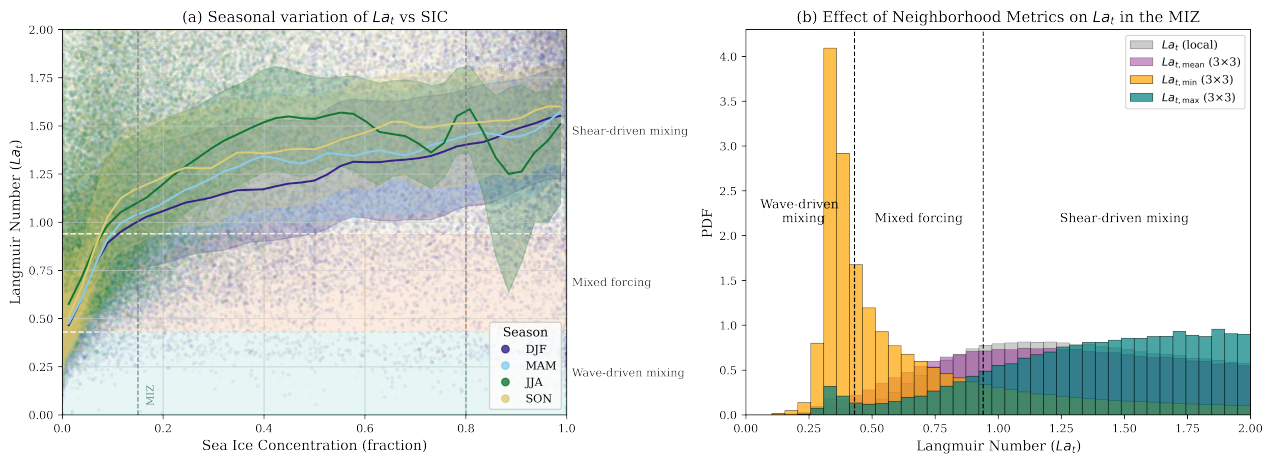 (a) Seasonal variation of La_t vs SIC
Langmuir Number (La_t)
2.00
1.75
1.50
1.25
1.00
0.75
0.50
0.25
0.00
0.0
0.2
0.4
0.6
0.8
1.0
Sea Ice Concentration (fraction)
MIZ
Shear-driven mixing
Mixed forcing
Wave-driven mixing
Season
DJF
MAM
JJA
SON
(b) Effect of Neighborhood Metrics on La_t in the MIZ
PDF
4.0
3.5
3.0
2.5
2.0
1.5
1.0
0.5
0.0
0.00
0.25
0.50
0.75
1.00
1.25
1.50
1.75
2.00
Langmuir Number (La_t)
La_t (local)
La_t,mean (3×3)
La_t,min (3×3)
La_t,max (3×3)
Wave-driven
mixing
Mixed forcing
Shear-driven mixing